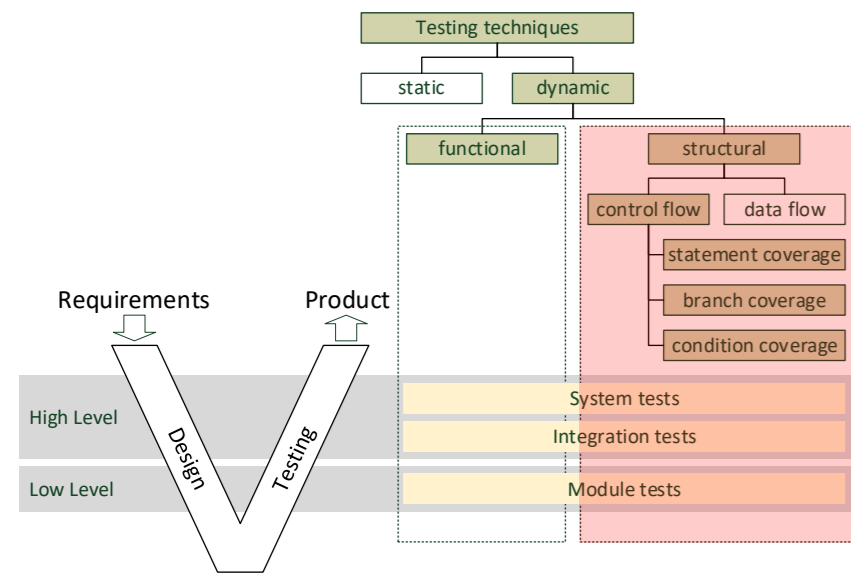 Testing techniques
static
dynamic
functional
structural
control flow
data flow
statement coverage
branch coverage
condition coverage
Requirements
Product
Design
Testing
High Level
System tests
Integration tests
Low Level
Module tests